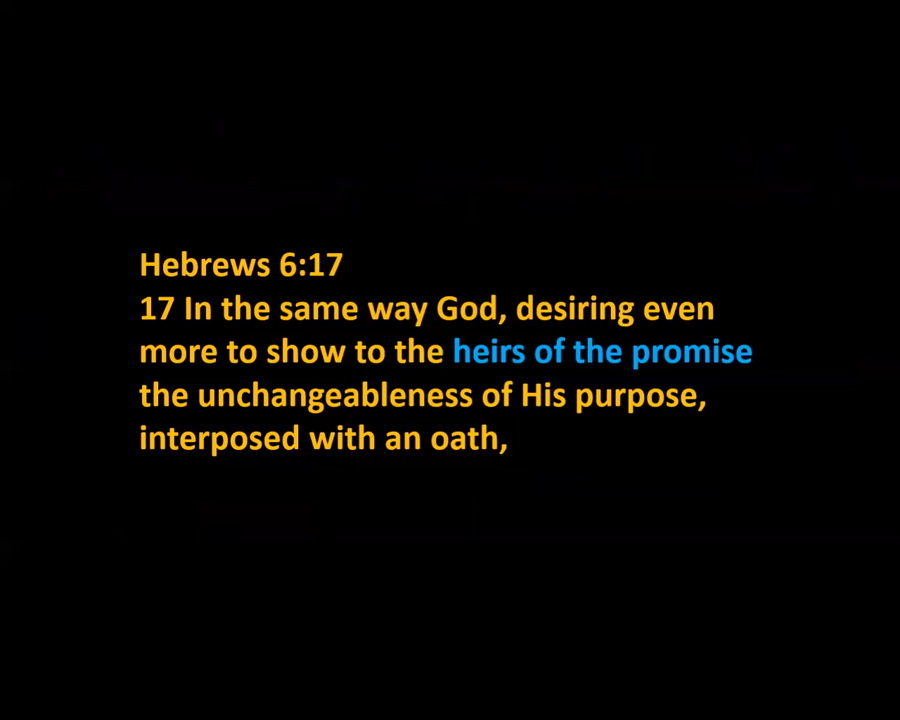 Hebrews 6:17
17 In the same way God, desiring even
more to show to the heirs of the promise
the unchangeableness of His purpose,
interposed with an oath,